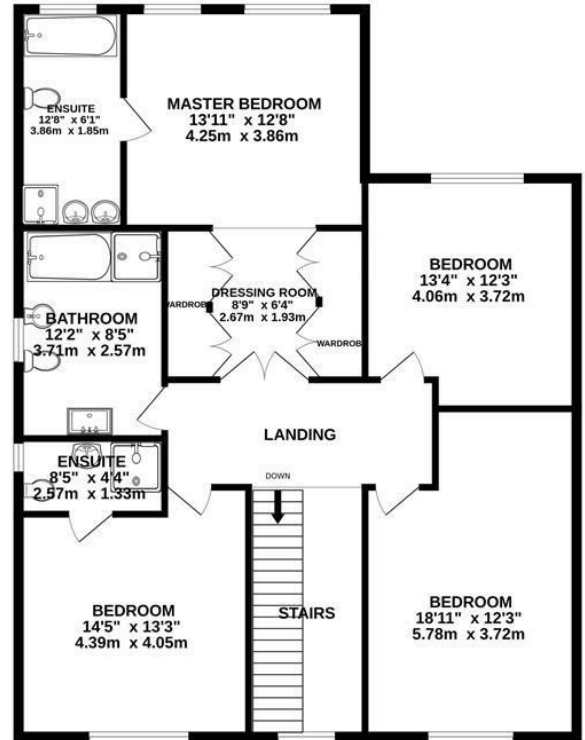 ENSUITE
12'8" x 6'1"
3.86m x 1.85m
MASTER BEDROOM
13'11" x 12'8"
4.25m x 3.86m
BEDROOM
13'4" x 12'3"
4.06m x 3.72m
DRESSING ROOM
8'9" x 6'4"
2.67m x 1.93m
WARDROBE
WARDROBE
BATHROOM
12'2" x 8'5"
3.71m x 2.57m
LANDING
ENSUITE
8'5" x 4'4"
2.57m x 1.33m
DOWN
STAIRS
BEDROOM
14'5" x 13'3"
4.39m x 4.05m
BEDROOM
18'11" x 12'3"
5.78m x 3.72m